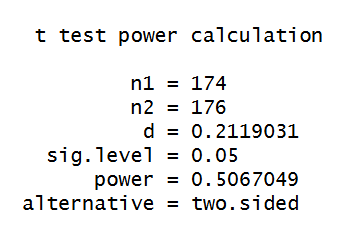 t test power calculation
n1 = 174
n2 = 176
d = 0.2119031
sig.level = 0.05
power = 0.5067049
alternative = two.sided